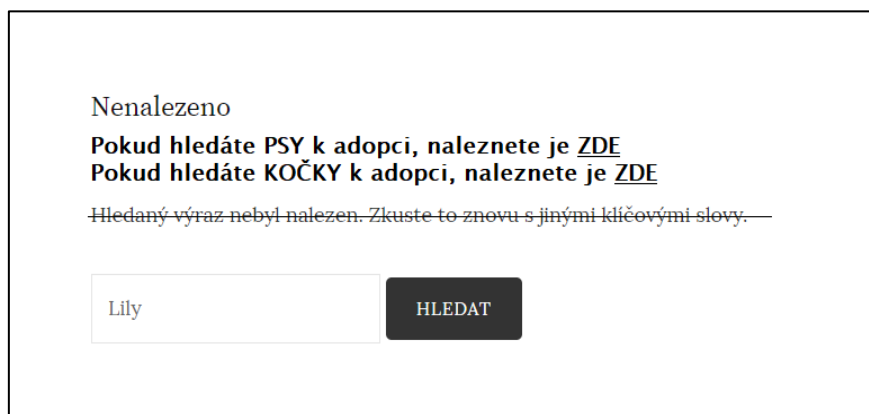 Nenalezeno
Pokud hledáte PSY k adopci, naleznete je ZDE
Pokud hledáte KOČKY k adopci, naleznete je ZDE
Hledaný výraz nebyl nalezen. Zkuste to znovu s jinými klíčovými slovy.
Lily
HLEDAT